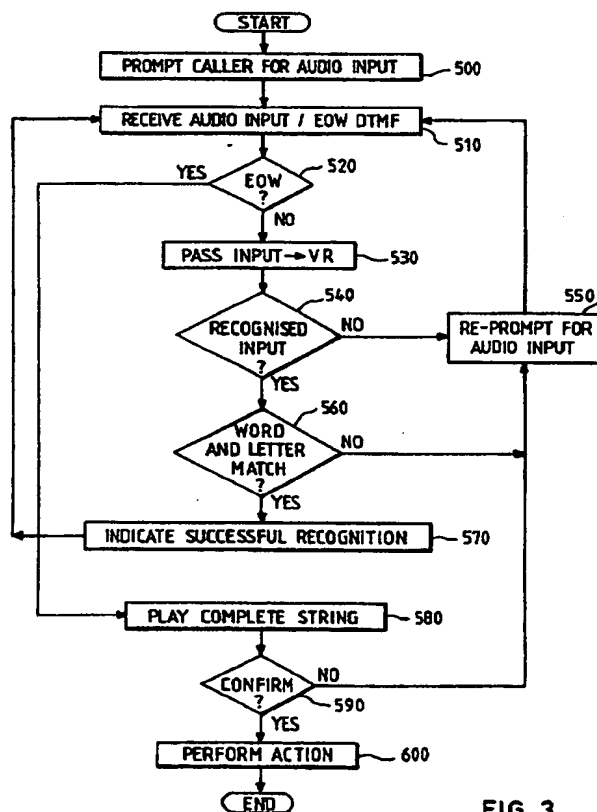 START
PROMPT CALLER FOR AUDIO INPUT
500
RECEIVE AUDIO INPUT / EOW DTMF
510
520
YES
EOW
?
NO
PASS INPUT→VR
530
540
RECOGNISED
INPUT
?
NO
YES
550
RE-PROMPT FOR
AUDIO INPUT
560
WORD
AND LETTER
MATCH
?
NO
YES
INDICATE SUCCESSFUL RECOGNITION
570
PLAY COMPLETE STRING
580
CONFIRM
?
NO
590
YES
PERFORM ACTION
600
END
FIG. 3